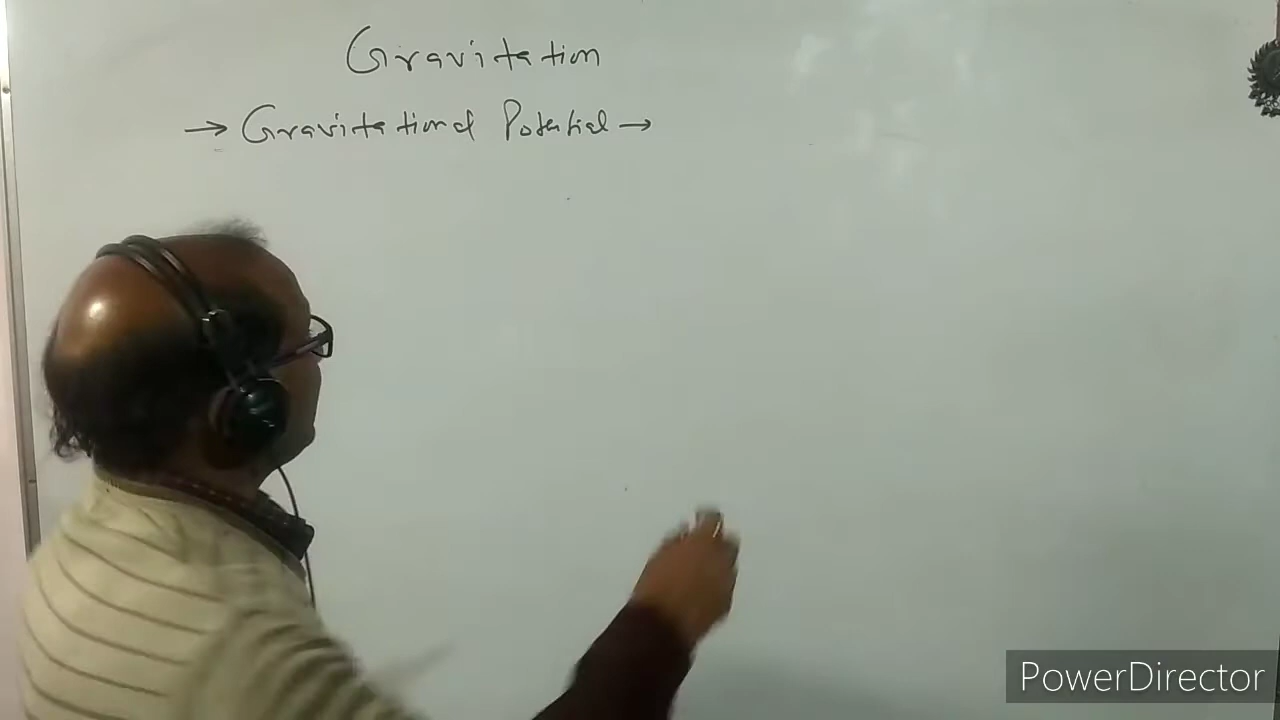 Gravitation
→ Gravitational Potential →
PowerDirector